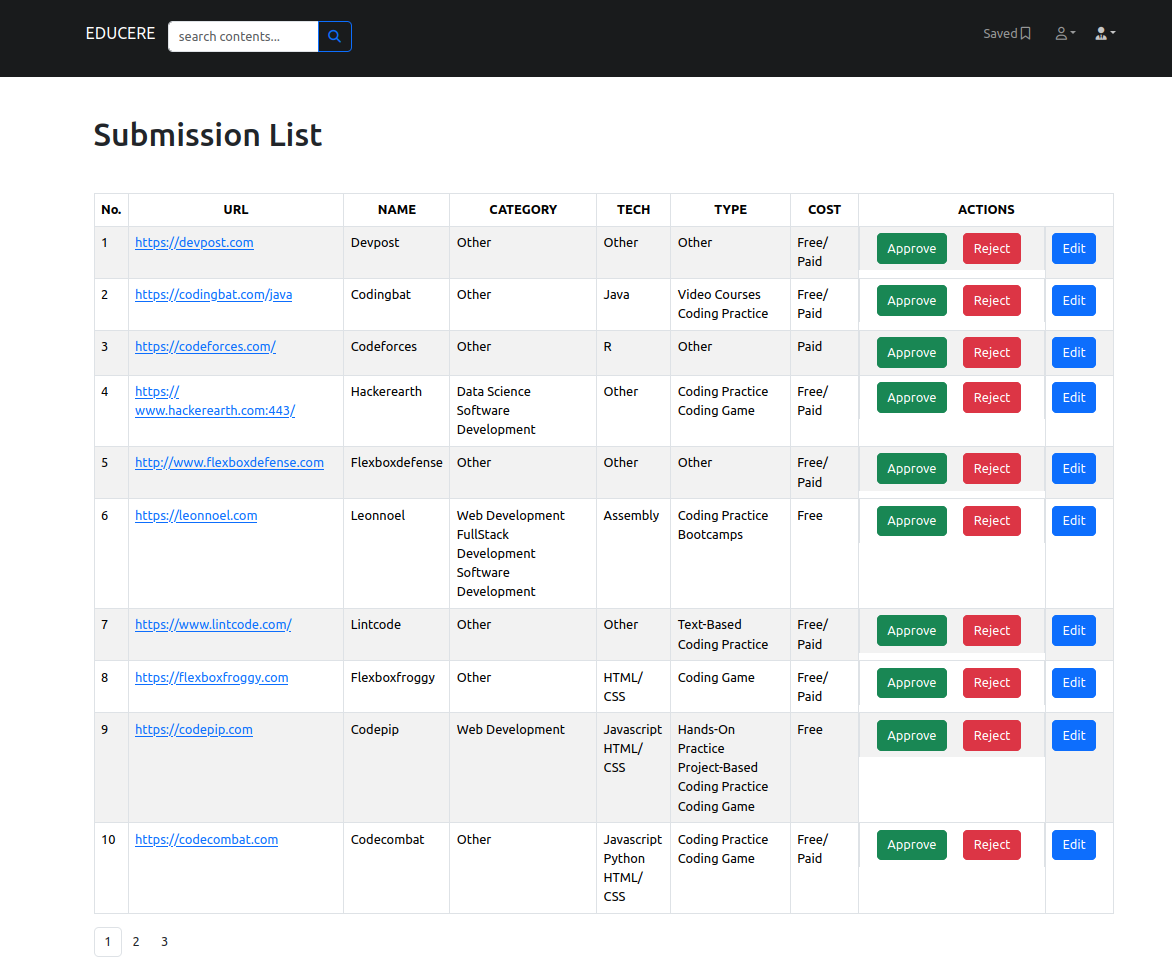 EDUCERE
search contents...
Saved
Submission List
No. URL NAME CATEGORY TECH TYPE COST ACTIONS
1 https://devpost.com Devpost Other Other Other Free/ Approve Reject Edit
Paid
2 https://codingbat.com/java Codingbat Other Java Video Courses Free/ Approve Reject Edit
Coding Practice Paid
3 https://codeforces.com/ Codeforces Other R Other Paid Approve Reject Edit
4 https:// Hackerearth Data Science Other Coding Practice Free/ Approve Reject Edit
www.hackerearth.com:443/ Software Coding Game Paid
Development
5 http://www.flexboxdefense.com Flexboxdefense Other Other Other Free/ Approve Reject Edit
Paid
6 https://leonnoel.com Leonnoel Web Development Assembly Coding Practice Free Approve Reject Edit
FullStack Bootcamps
Development
Software
Development
7 https://www.lintcode.com/ Lintcode Other Other Text-Based Free/ Approve Reject Edit
Coding Practice Paid
8 https://flexboxfroggy.com Flexboxfroggy Other HTML/ Coding Game Free/ Approve Reject Edit
CSS Paid
9 https://codepip.com Codepip Web Development Javascript Hands-On Free Approve Reject Edit
HTML/ Practice
CSS Project-Based
Coding Practice
Coding Game
10 https://codecombat.com Codecombat Other Javascript Coding Practice Free/ Approve Reject Edit
Python Coding Game Paid
HTML/
CSS
1 2 3